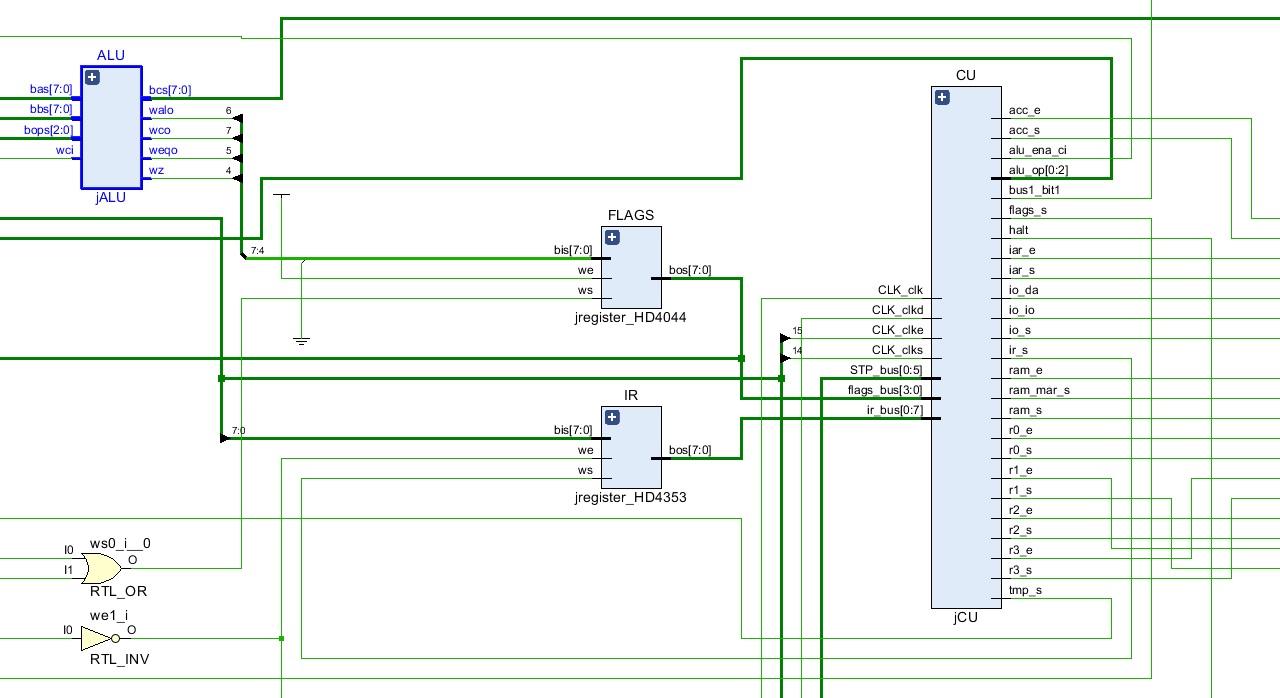 ALU
bas[7:0]
bbs[7:0]
bops[2:0]
wci
bcs[7:0]
walo
wco
weqo
wz
6
7
5
4
jALU
7:4
FLAGS
bis[7:0]
we
ws
bos[7:0]
jregister_HD4044
7:0
IR
bis[7:0]
we
ws
bos[7:0]
jregister_HD4353
ws0_i__0
I0
I1
O
RTL_OR
we1_i
I0
O
RTL_INV
CU
CLK_clk
CLK_clkd
15
CLK_clke
14
CLK_clks
STP_bus[0:5]
flags_bus[3:0]
ir_bus[0:7]
acc_e
acc_s
alu_ena_ci
alu_op[0:2]
bus1_bit1
flags_s
halt
iar_e
iar_s
io_da
io_io
io_s
ir_s
ram_e
ram_mar_s
ram_s
r0_e
r0_s
r1_e
r1_s
r2_e
r2_s
r3_e
r3_s
tmp_s
jCU